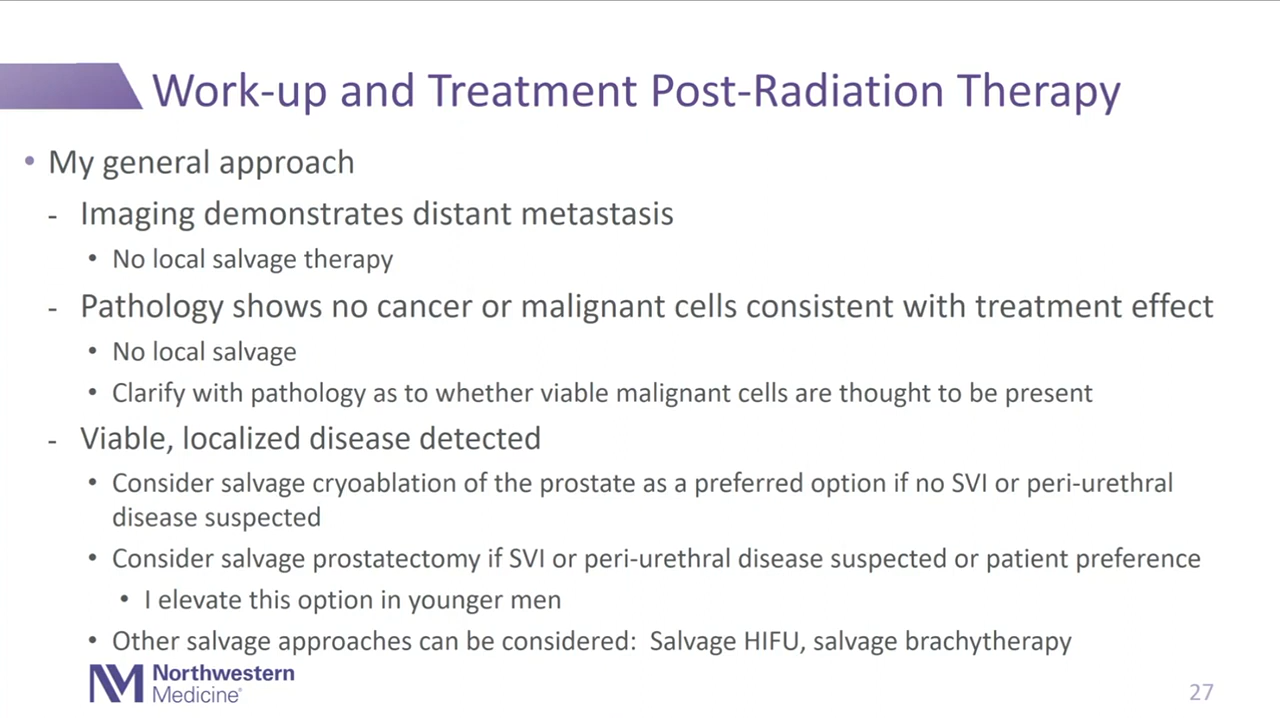 Work-up and Treatment Post-Radiation Therapy
• My general approach
- Imaging demonstrates distant metastasis
• No local salvage therapy
- Pathology shows no cancer or malignant cells consistent with treatment effect
• No local salvage
• Clarify with pathology as to whether viable malignant cells are thought to be present
- Viable, localized disease detected
• Consider salvage cryoablation of the prostate as a preferred option if no SVI or peri-urethral
disease suspected
• Consider salvage prostatectomy if SVI or peri-urethral disease suspected or patient preference
• I elevate this option in younger men
• Other salvage approaches can be considered:  Salvage HIFU, salvage brachytherapy
Northwestern
Medicine®
27